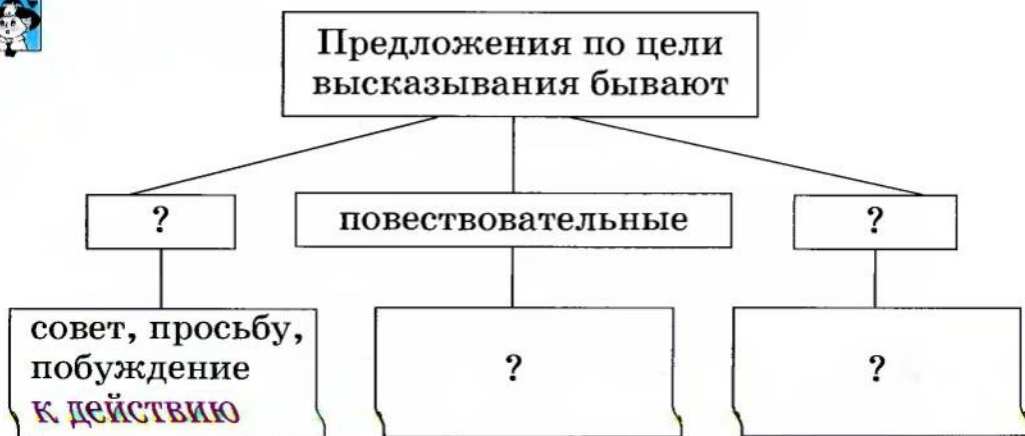 Предложения по цели
высказывания бывают
?
повествовательные
?
совет, просьбу,
побуждение
к действию
?
?